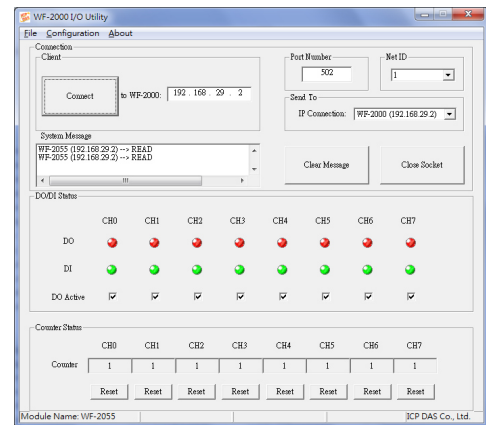 WF-2000 I/O Utility
File Configuration About
Connection
Client
Connect to WF-2000: 192 . 168 . 29 . 2
Port Number
502
Net ID
1
Send To
IP Connection: WF-2000 (192.168.29.2)
System Message
WF-2055 (192.168.29.2) --> READ
WF-2055 (192.168.29.2) --> READ
Clear Message Close Socket
DO/DI Status
CH0 CH1 CH2 CH3 CH4 CH5 CH6 CH7
DO
DI
DO Active
Counter Status
CH0 CH1 CH2 CH3 CH4 CH5 CH6 CH7
Counter 1 1 1 1 1 1 1 1
Reset Reset Reset Reset Reset Reset Reset Reset
Module Name: WF-2055 ICP DAS Co., Ltd.